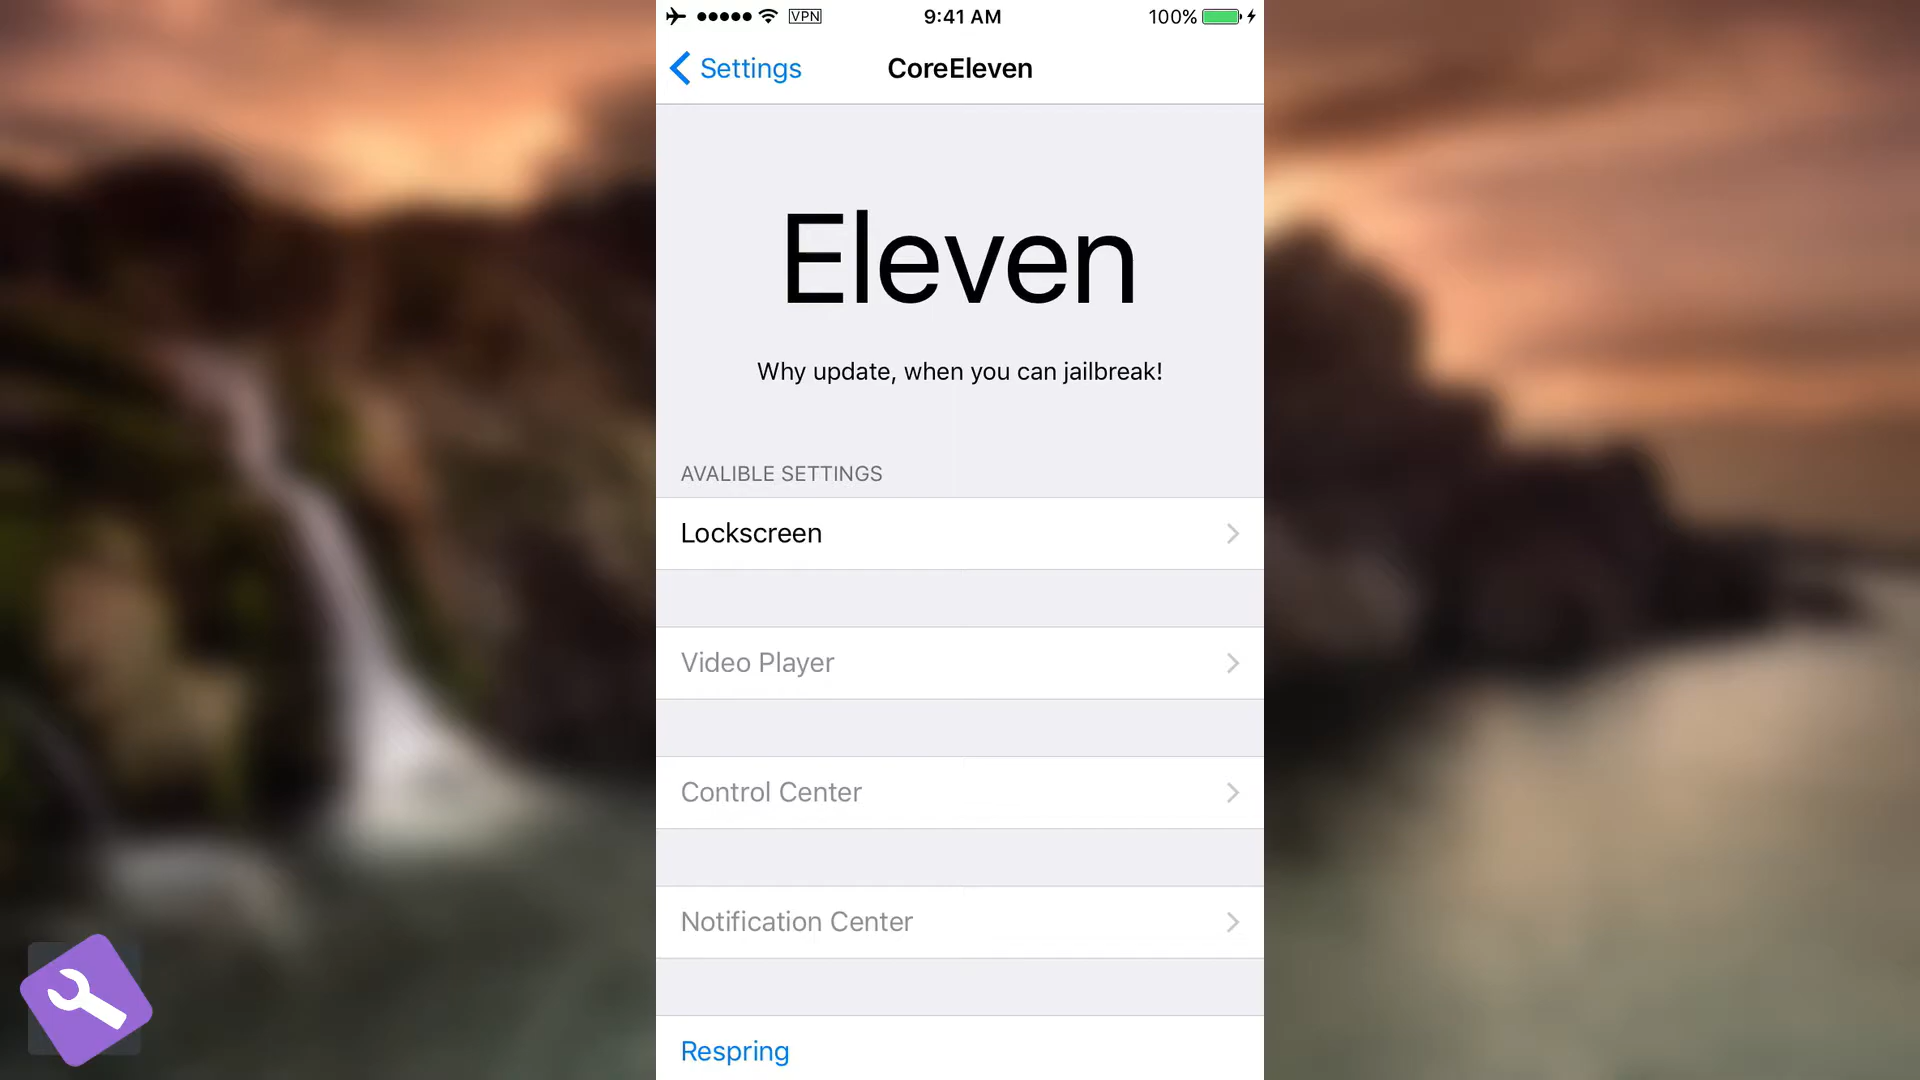 VPN 9:41 AM 100%
Settings CoreEleven
Eleven
Why update, when you can jailbreak!
AVALIBLE SETTINGS
Lockscreen
Video Player
Control Center
Notification Center
Respring